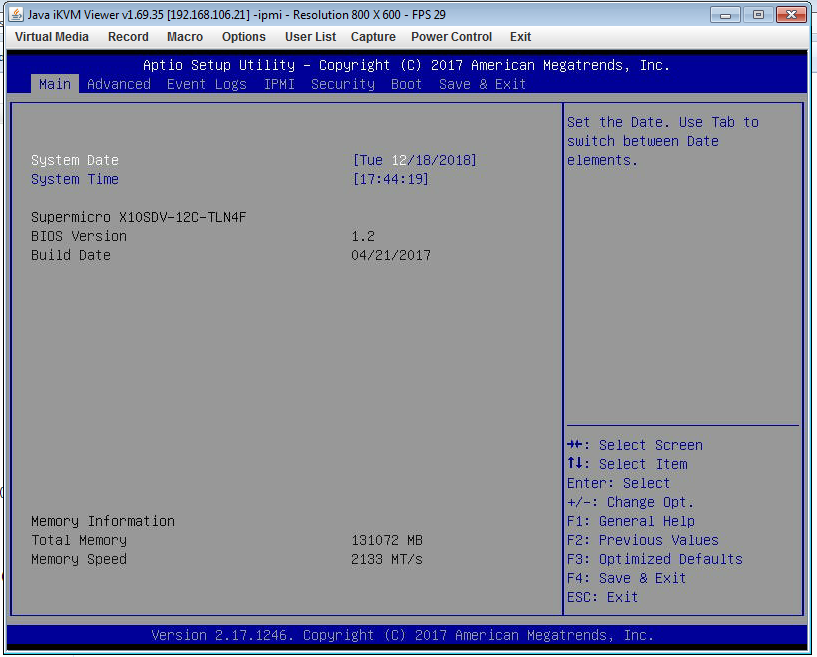 Java iKVM Viewer v1.69.35 [192.168.106.21] -ipmi - Resolution 800 X 600 - FPS 29
Virtual Media Record Macro Options User List Capture Power Control Exit
Aptio Setup Utility - Copyright (C) 2017 American Megatrends, Inc.
Main Advanced Event Logs IPMI Security Boot Save & Exit
System Date [Tue 12/18/2018]
System Time [17:44:19]
Supermicro X10SDV-12C-TLN4F
BIOS Version 1.2
Build Date 04/21/2017
Memory Information
Total Memory 131072 MB
Memory Speed 2133 MT/s
Set the Date. Use Tab to
switch between Date
elements.
→←: Select Screen
↑↓: Select Item
Enter: Select
+/-: Change Opt.
F1: General Help
F2: Previous Values
F3: Optimized Defaults
F4: Save & Exit
ESC: Exit
Version 2.17.1246. Copyright (C) 2017 American Megatrends, Inc.